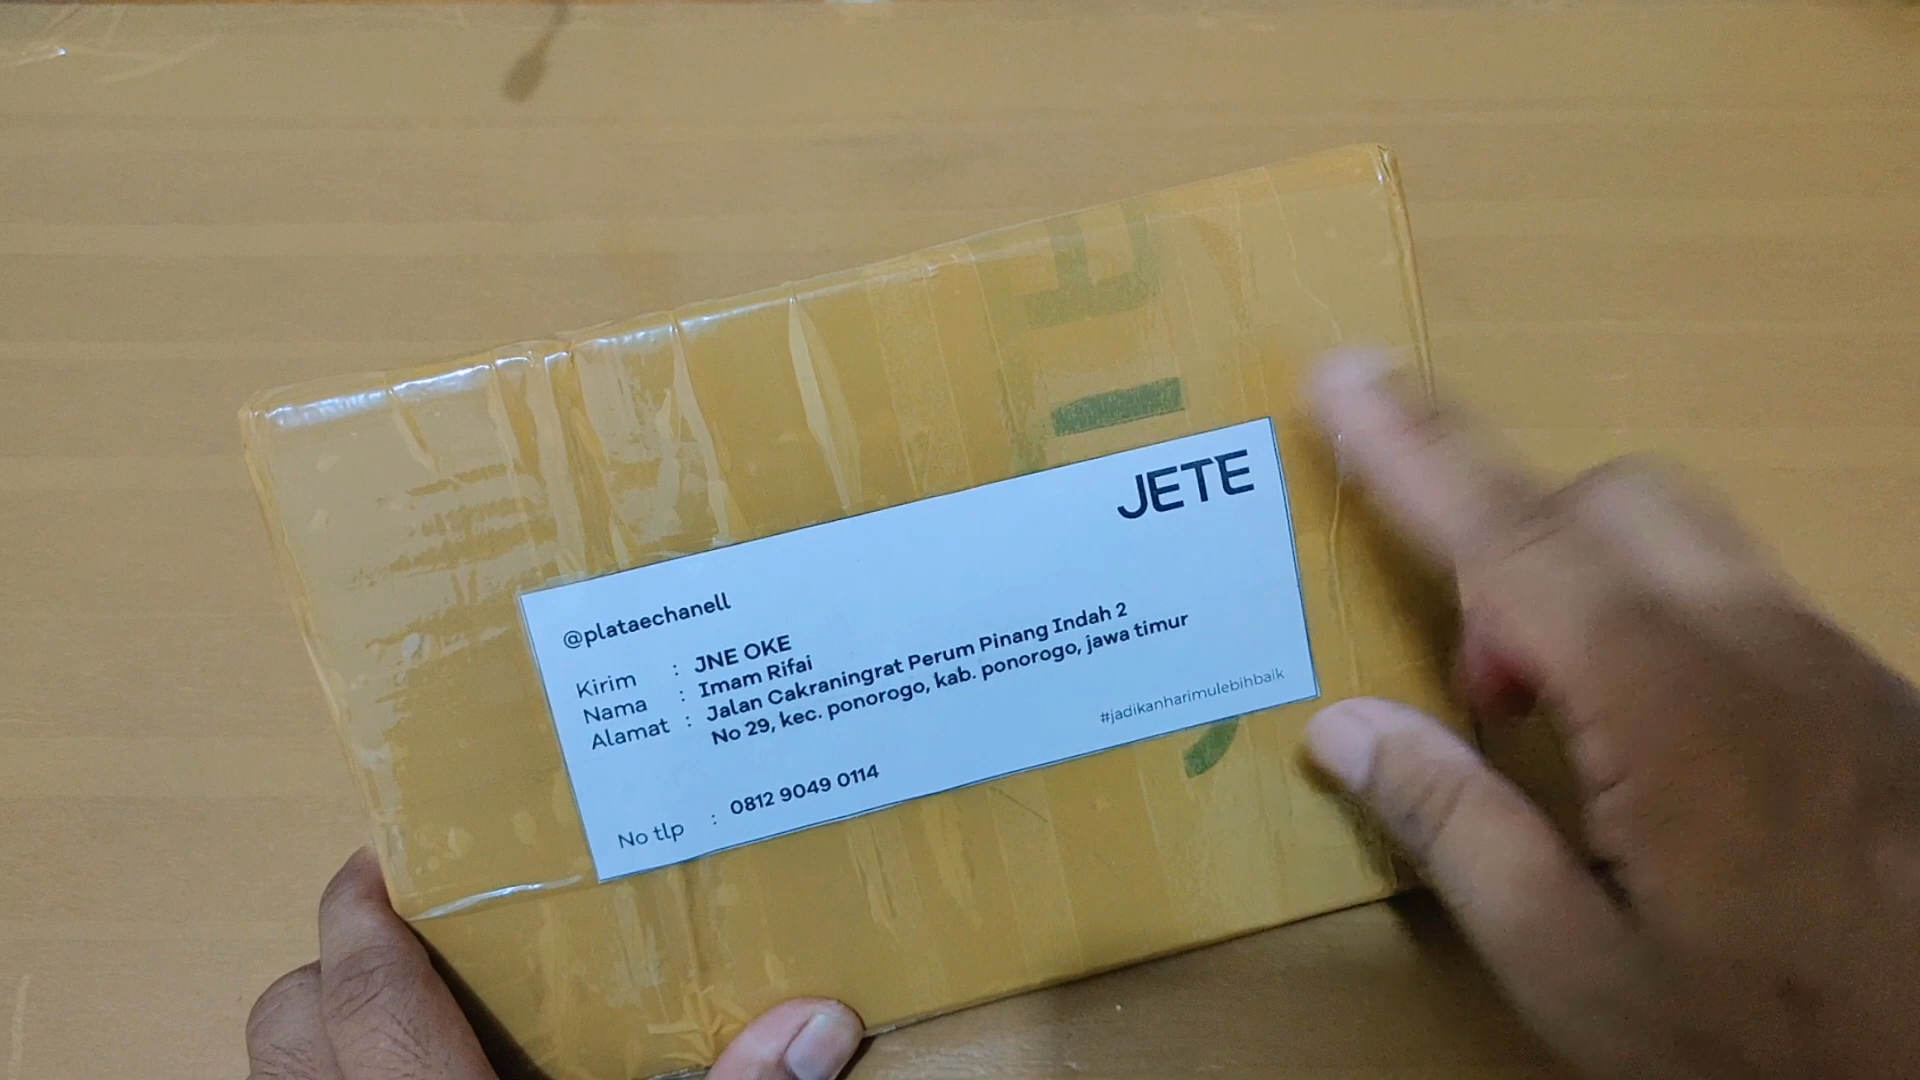 JETE
@plataechanell
Kirim : JNE OKE
Nama : Imam Rifai
Alamat : Jalan Cakraningrat Perum Pinang Indah 2
No 29, kec. ponorogo, kab. ponorogo, jawa timur
#jadikanharimulebihbaik
No tlp : 0812 9049 0114